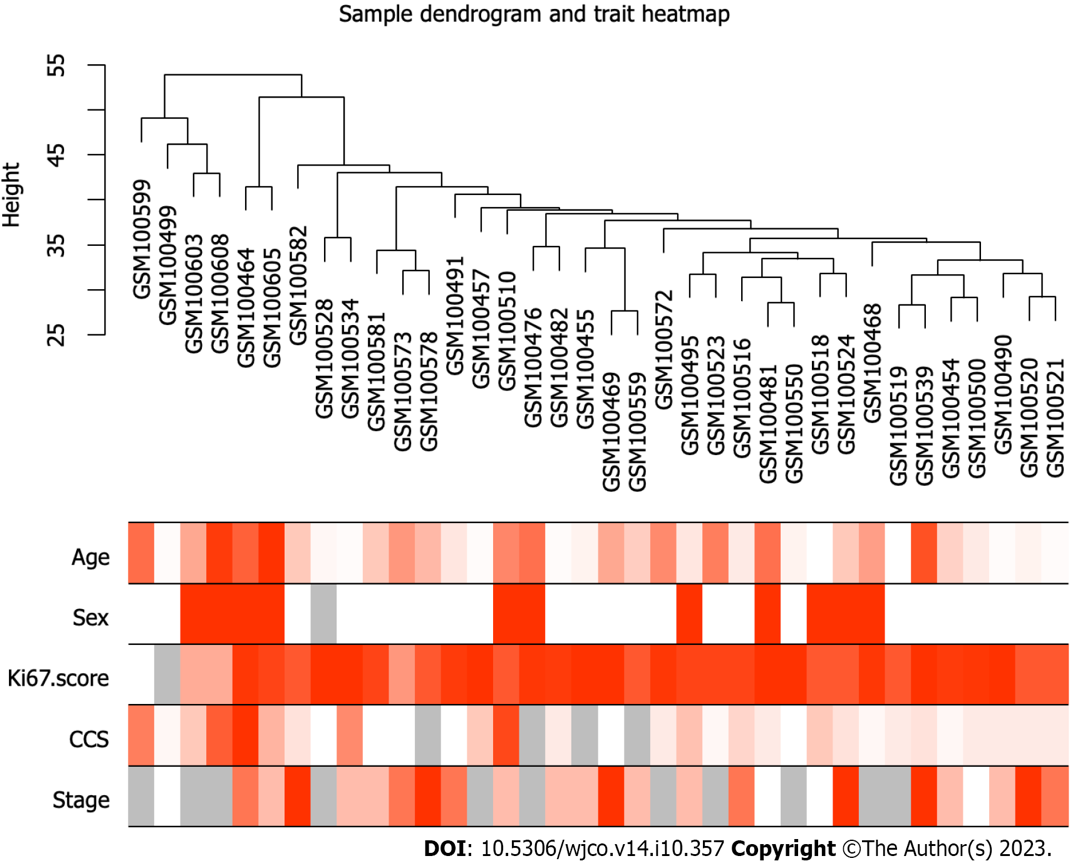 Sample dendrogram and trait heatmap
Height
55
45
35
25
GSM100599
GSM100499
GSM100603
GSM100608
GSM100464
GSM100605
GSM100582
GSM100528
GSM100534
GSM100581
GSM100573
GSM100578
GSM100491
GSM100457
GSM100510
GSM100476
GSM100482
GSM100455
GSM100469
GSM100559
GSM100572
GSM100495
GSM100523
GSM100516
GSM100481
GSM100550
GSM100518
GSM100524
GSM100468
GSM100519
GSM100539
GSM100454
GSM100500
GSM100490
GSM100520
GSM100521
Age
Sex
Ki67.score
CCS
Stage
DOI: 10.5306/wjco.v14.i10.357 Copyright ©The Author(s) 2023.